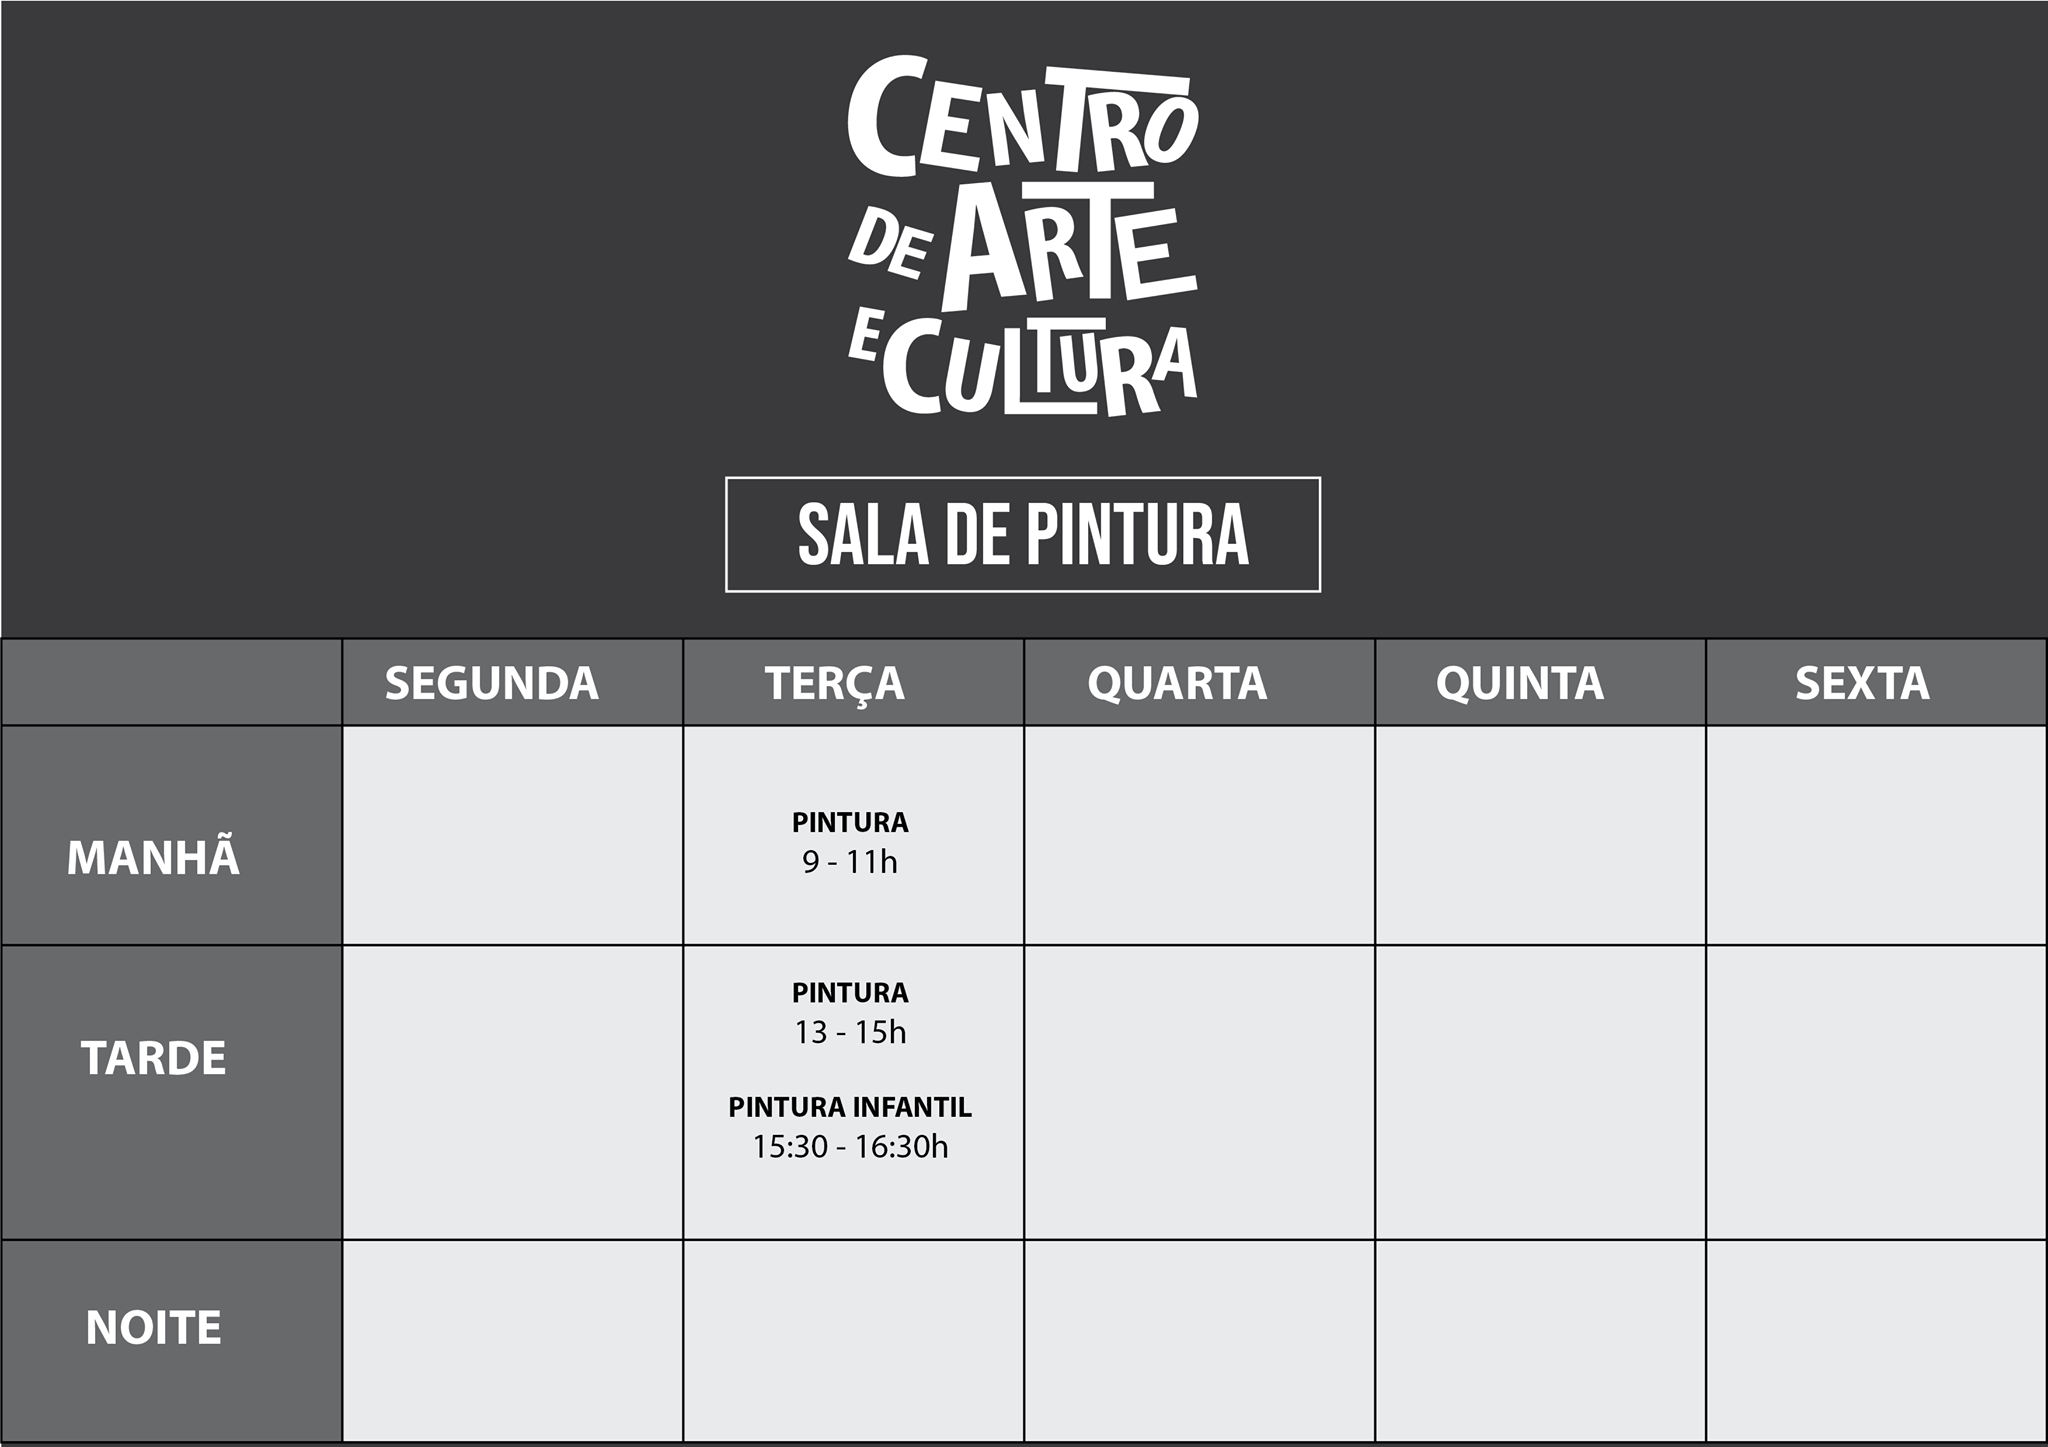 CENTRO
DE ARTE
E CULTURA
SALA DE PINTURA
SEGUNDA TERÇA QUARTA QUINTA SEXTA
MANHÃ
PINTURA
9 - 11h
TARDE
PINTURA
13 - 15h
PINTURA INFANTIL
15:30 - 16:30h
NOITE